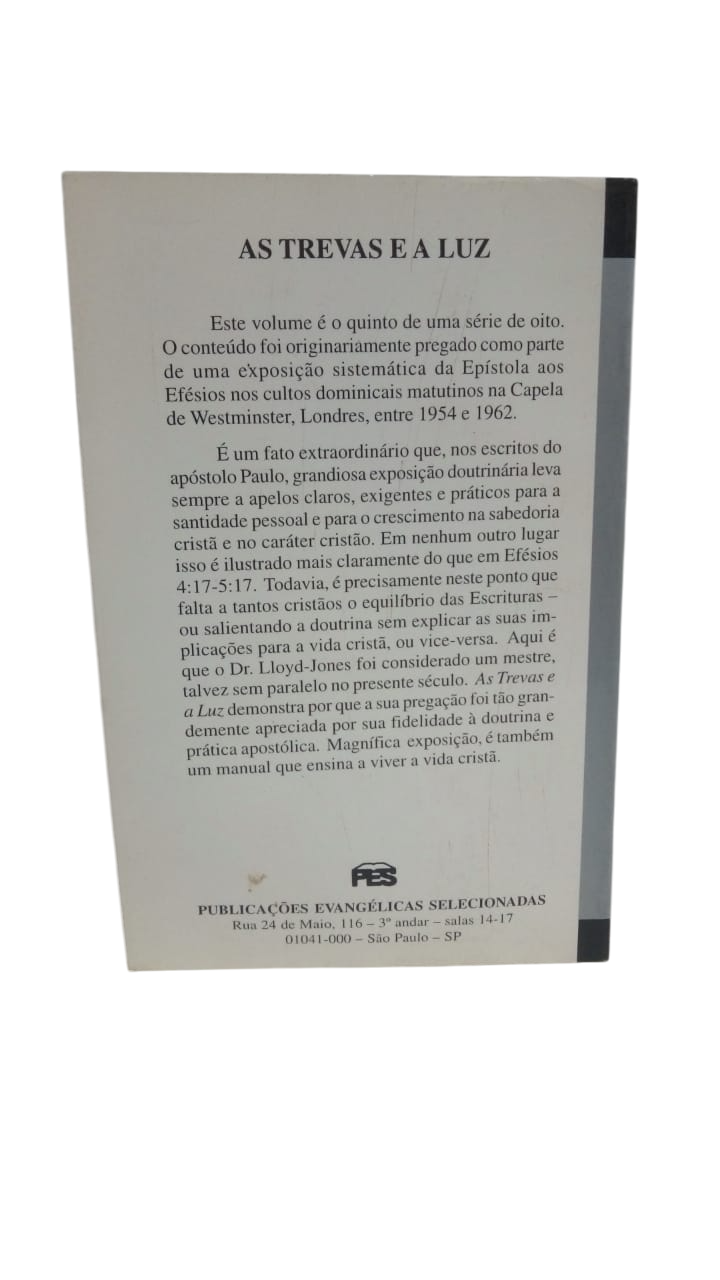 AS TREVAS E A LUZ
Este volume é o quinto de uma série de oito.
O conteúdo foi originariamente pregado como parte
de uma exposição sistemática da Epístola aos
Efésios nos cultos dominicais matutinos na Capela
de Westminster, Londres, entre 1954 e 1962.
É um fato extraordinário que, nos escritos do
apóstolo Paulo, grandiosa exposição doutrinária leva
sempre a apelos claros, exigentes e práticos para a
santidade pessoal e para o crescimento na sabedoria
cristã e no caráter cristão. Em nenhum outro lugar
isso é ilustrado mais claramente do que em Efésios
4:17-5:17. Todavia, é precisamente neste ponto que
falta a tantos cristãos o equilíbrio das Escrituras –
ou salientando a doutrina sem explicar as suas im-
plicações para a vida cristã, ou vice-versa. Aqui é
que o Dr. Lloyd-Jones foi considerado um mestre,
talvez sem paralelo no presente século. As Trevas e
a Luz demonstra por que a sua pregação foi tão gran-
demente apreciada por sua fidelidade à doutrina e
prática apostólica. Magnífica exposição, é também
um manual que ensina a viver a vida cristã.
PES
PUBLICAÇÕES EVANGÉLICAS SELECIONADAS
Rua 24 de Maio, 116 – 3º andar – salas 14-17
01041-000 – São Paulo – SP